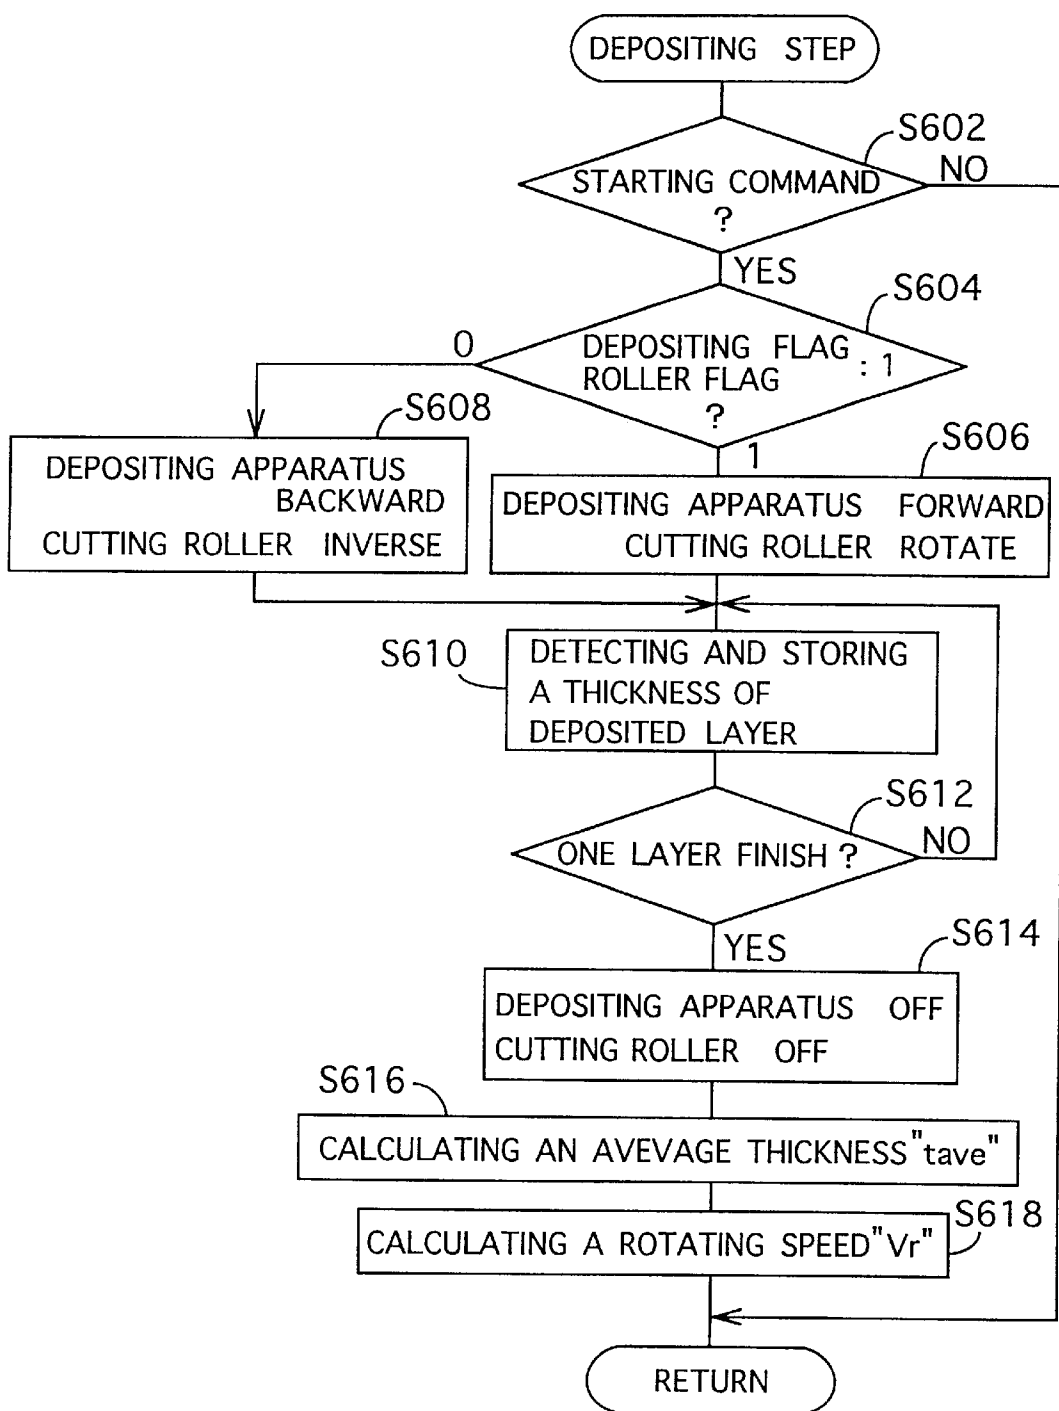 DEPOSITING STEP
S602
STARTING COMMAND
?
NO
YES
S604
DEPOSITING FLAG
ROLLER FLAG
: 1
?
0
1
S608
DEPOSITING APPARATUS
BACKWARD
CUTTING ROLLER INVERSE
S606
DEPOSITING APPARATUS FORWARD
CUTTING ROLLER ROTATE
S610
DETECTING AND STORING
A THICKNESS OF
DEPOSITED LAYER
S612
ONE LAYER FINISH ?
NO
YES
S614
DEPOSITING APPARATUS OFF
CUTTING ROLLER OFF
S616
CALCULATING AN AVEVAGE THICKNESS "tave"
S618
CALCULATING A ROTATING SPEED "Vr"
RETURN